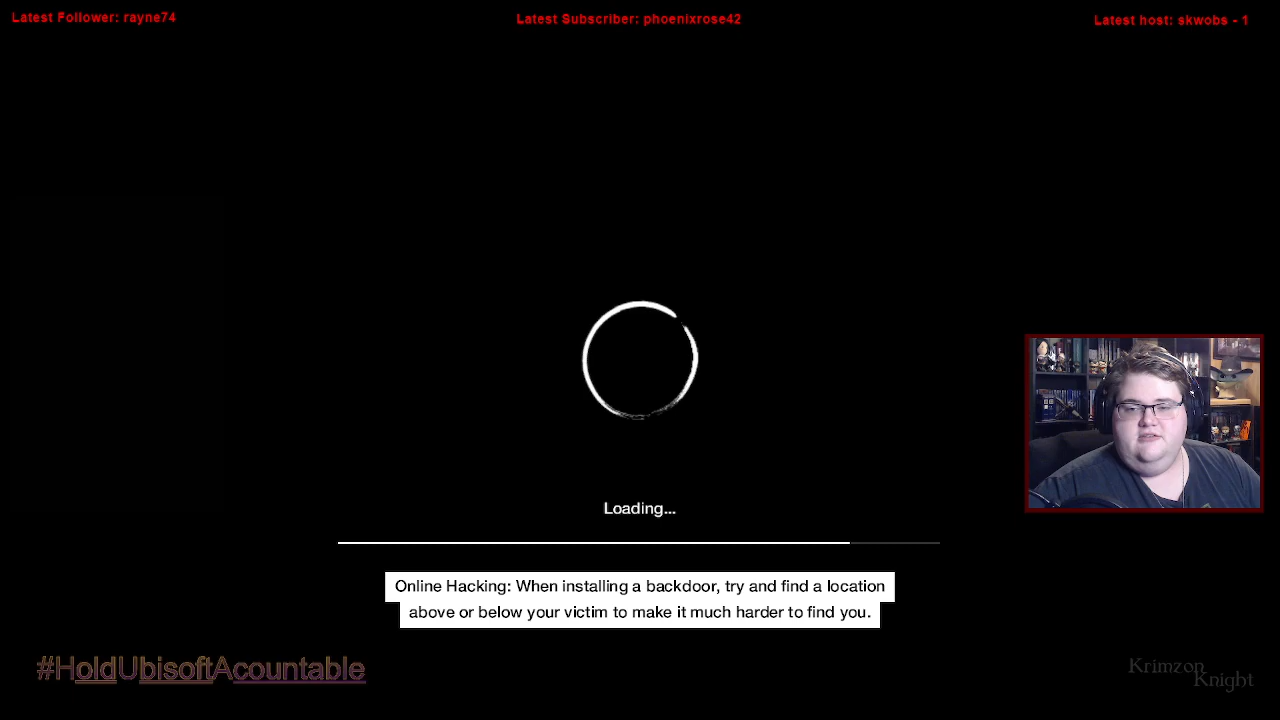 Latest Follower: rayne74
Latest Subscriber: phoenixrose42
Latest host: skwobs - 1
Loading...
Online Hacking: When installing a backdoor, try and find a location
above or below your victim to make it much harder to find you.
#HoldUbisoftAcountable
Krimzon
Knight